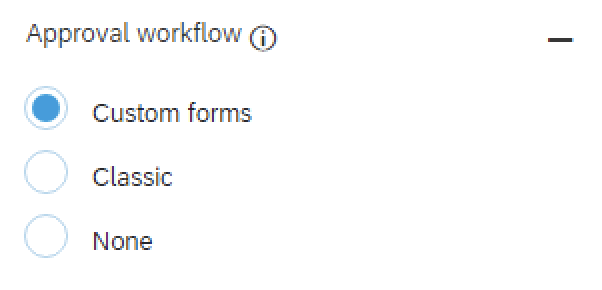 Approval workflow
Custom forms
Classic
None